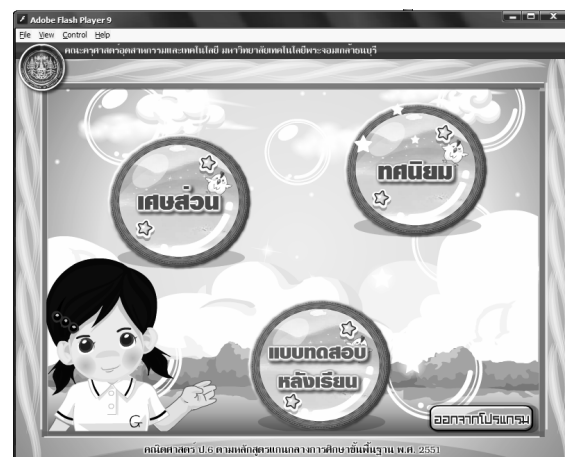 Adobe Flash Player 9
File View Control Help
คณะครุศาสตร์อุตสาหกรรมและเทคโนโลยี มหาวิทยาลัยเทคโนโลยีพระจอมเกล้าธนบุรี
เศษส่วน
ทศนิยม
แบบทดสอบ
หลังเรียน
G
ออกจากโปรแกรม
คณิตศาสตร์ ป.6 ตามหลักสูตรแกนกลางการศึกษาขั้นพื้นฐาน พ.ศ. 2551